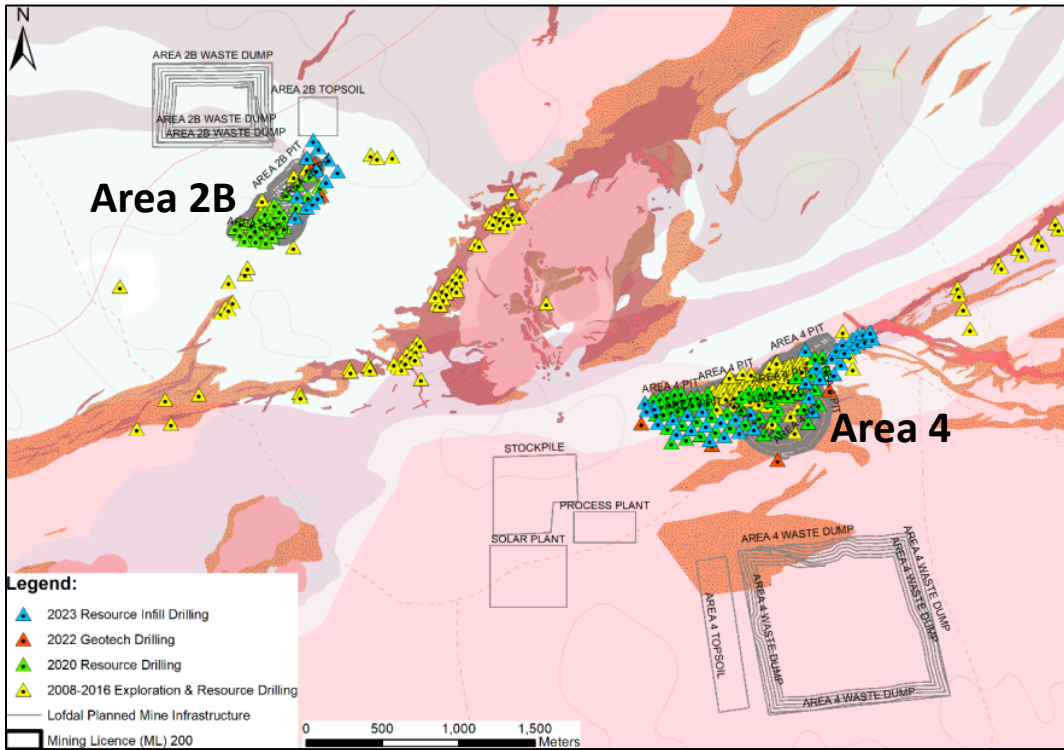 N
AREA 2B WASTE DUMP
AREA 2B TOPSOIL
AREA 2B WASTE DUMP
AREA 2B WASTE DUMP
AREA 2B PIT
Area 2B
AREA 4 PIT
AREA 4 PIT
AREA 4 PIT
Area 4
STOCKPILE
PROCESS PLANT
SOLAR PLANT
AREA 4 WASTE DUMP
AREA 4 WASTE DUMP
AREA 4 WASTE DUMP
AREA 4 WASTE DUMP
AREA 4 TOPSOIL
AREA 4 WASTE DUMP
AREA 4 WASTE DUMP
Legend:
2023 Resource Infill Drilling
2022 Geotech Drilling
2020 Resource Drilling
2008-2016 Exploration & Resource Drilling
Lofdal Planned Mine Infrastructure
Mining Licence (ML) 200
0 500 1,000 1,500
Meters